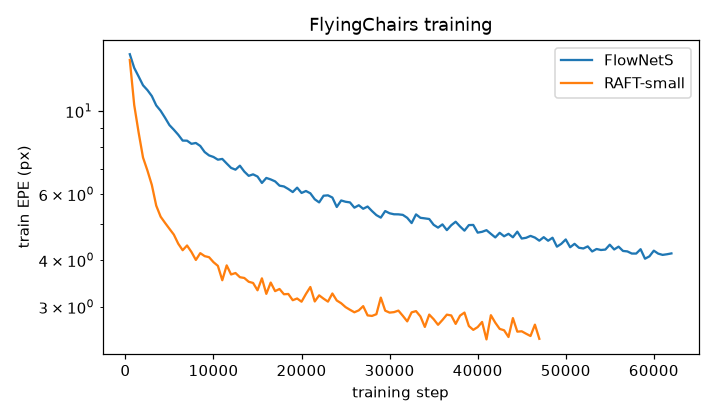 FlyingChairs training
FlowNetS
RAFT-small
train EPE (px)
10¹
6 × 10⁰
4 × 10⁰
3 × 10⁰
0 10000 20000 30000 40000 50000 60000
training step